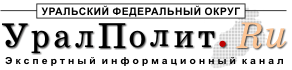 УРАЛЬСКИЙ ФЕДЕРАЛЬНЫЙ ОКРУГ
УралПолит.Ru
Экспертный информационный канал